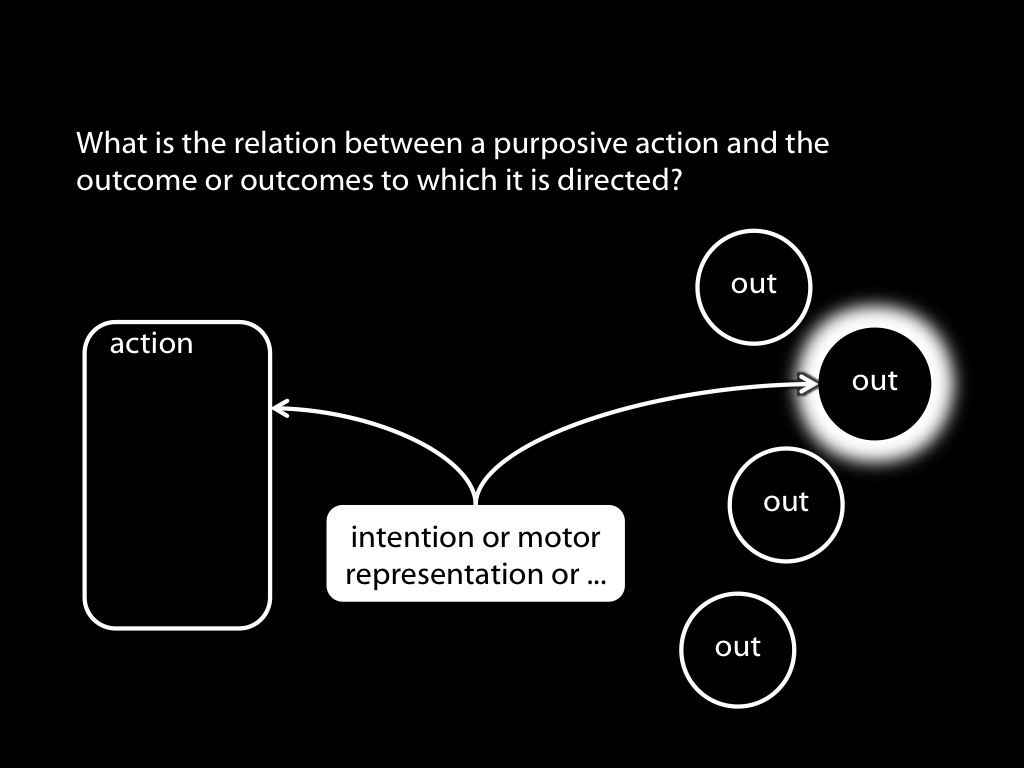 What is the relation between a purposive action and the
outcome or outcomes to which it is directed?
out
action
out
out
intention or motor
representation or ...
out